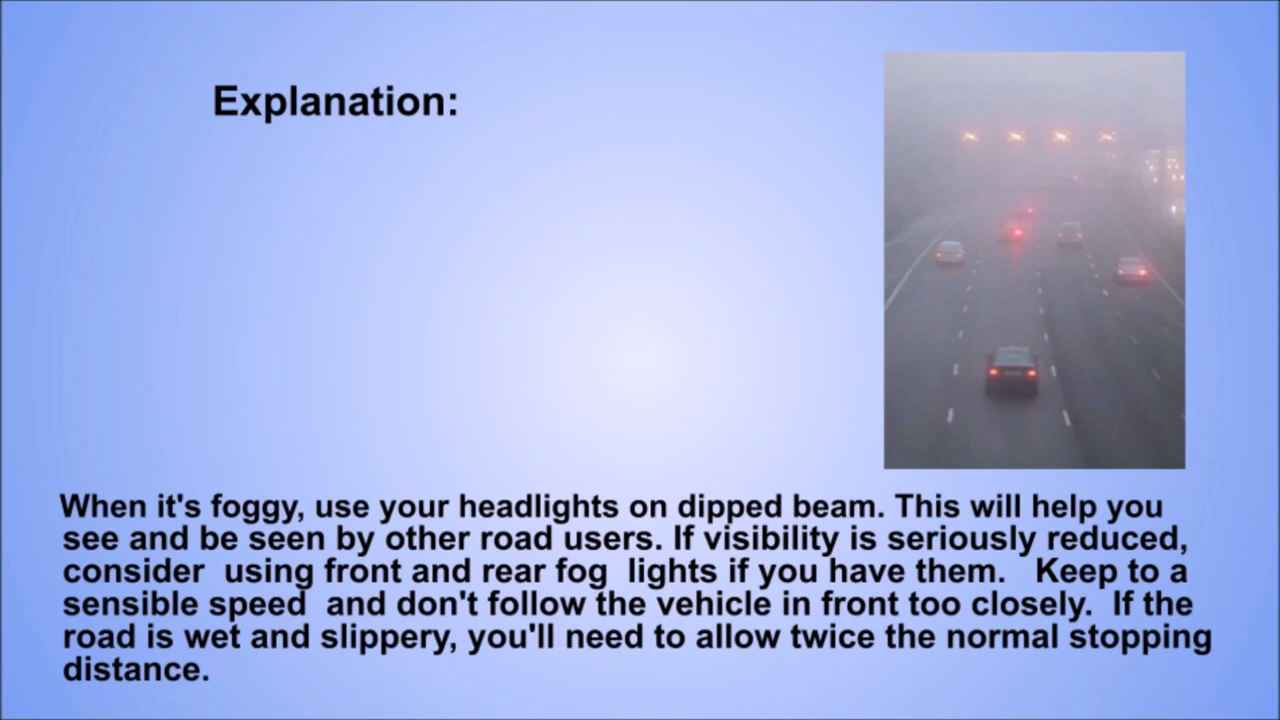 Explanation:
When it's foggy, use your headlights on dipped beam. This will help you
see and be seen by other road users. If visibility is seriously reduced,
consider  using front and rear fog  lights if you have them.   Keep to a
sensible speed  and don't follow the vehicle in front too closely.  If the
road is wet and slippery, you'll need to allow twice the normal stopping
distance.